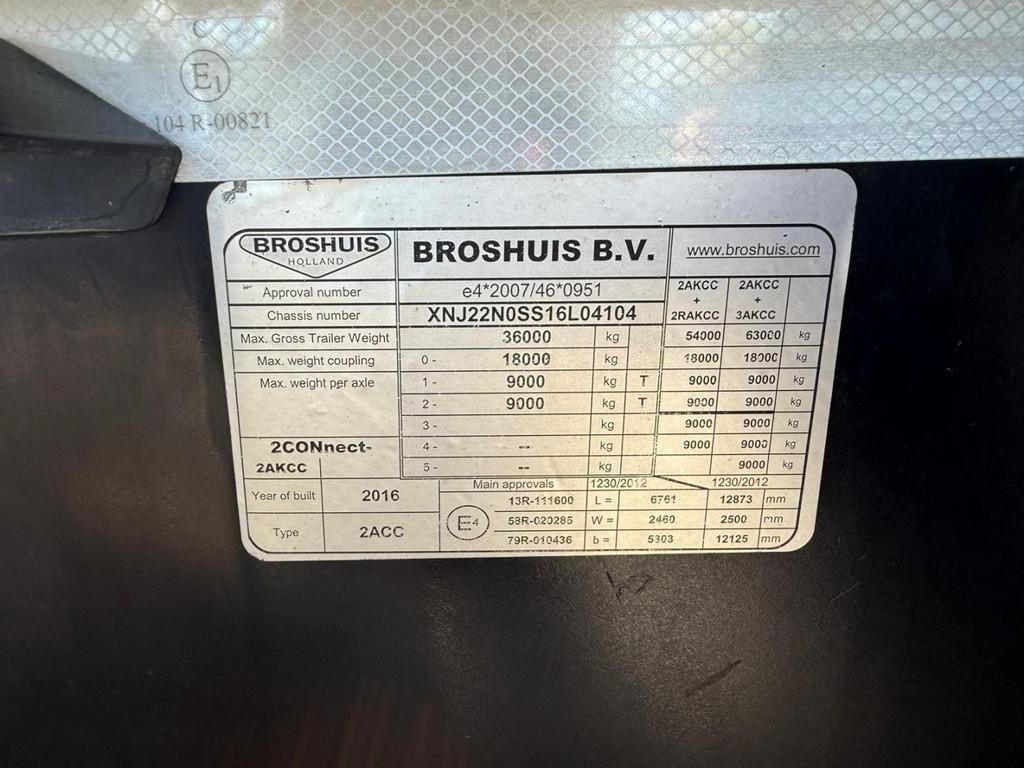 C
E1
104 R-00821
BROSHUIS HOLLAND BROSHUIS B.V. www.broshuis.com
Approval number e4*2007/46*0951 2AKCC + 2RAKCC 2AKCC + 3AKCC
Chassis number XNJ22N0SS16L04104
Max. Gross Trailer Weight 36000 kg 54000 63000 kg
Max. weight coupling 0 - 18000 kg 18000 18000 kg
Max. weight per axle 1 - 9000 kg T 9000 9000 kg
2 - 9000 kg T 9000 9000 kg
3 - kg 9000 9000 kg
2CONnect- 4 - -- kg 9000 9000 kg
2AKCC 5 - -- kg 9000 kg
Main approvals 1230/2012 1230/2012
Year of built 2016 E4 13R-111600 L = 6761 12873 mm
58R-020285 W = 2460 2500 mm
Type 2ACC 79R-010436 b = 5303 12125 mm